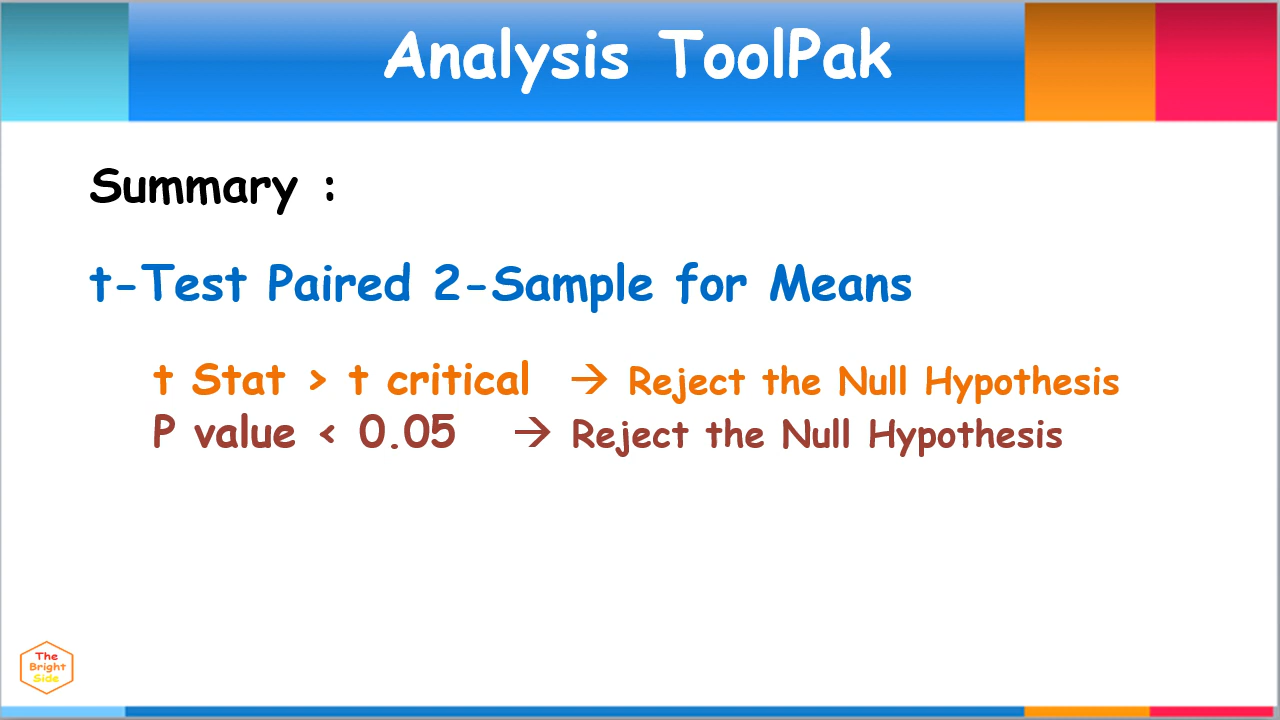 Analysis ToolPak
Summary :
t-Test Paired 2-Sample for Means
t Stat > t critical → Reject the Null Hypothesis
P value < 0.05 → Reject the Null Hypothesis
The
Bright
Side